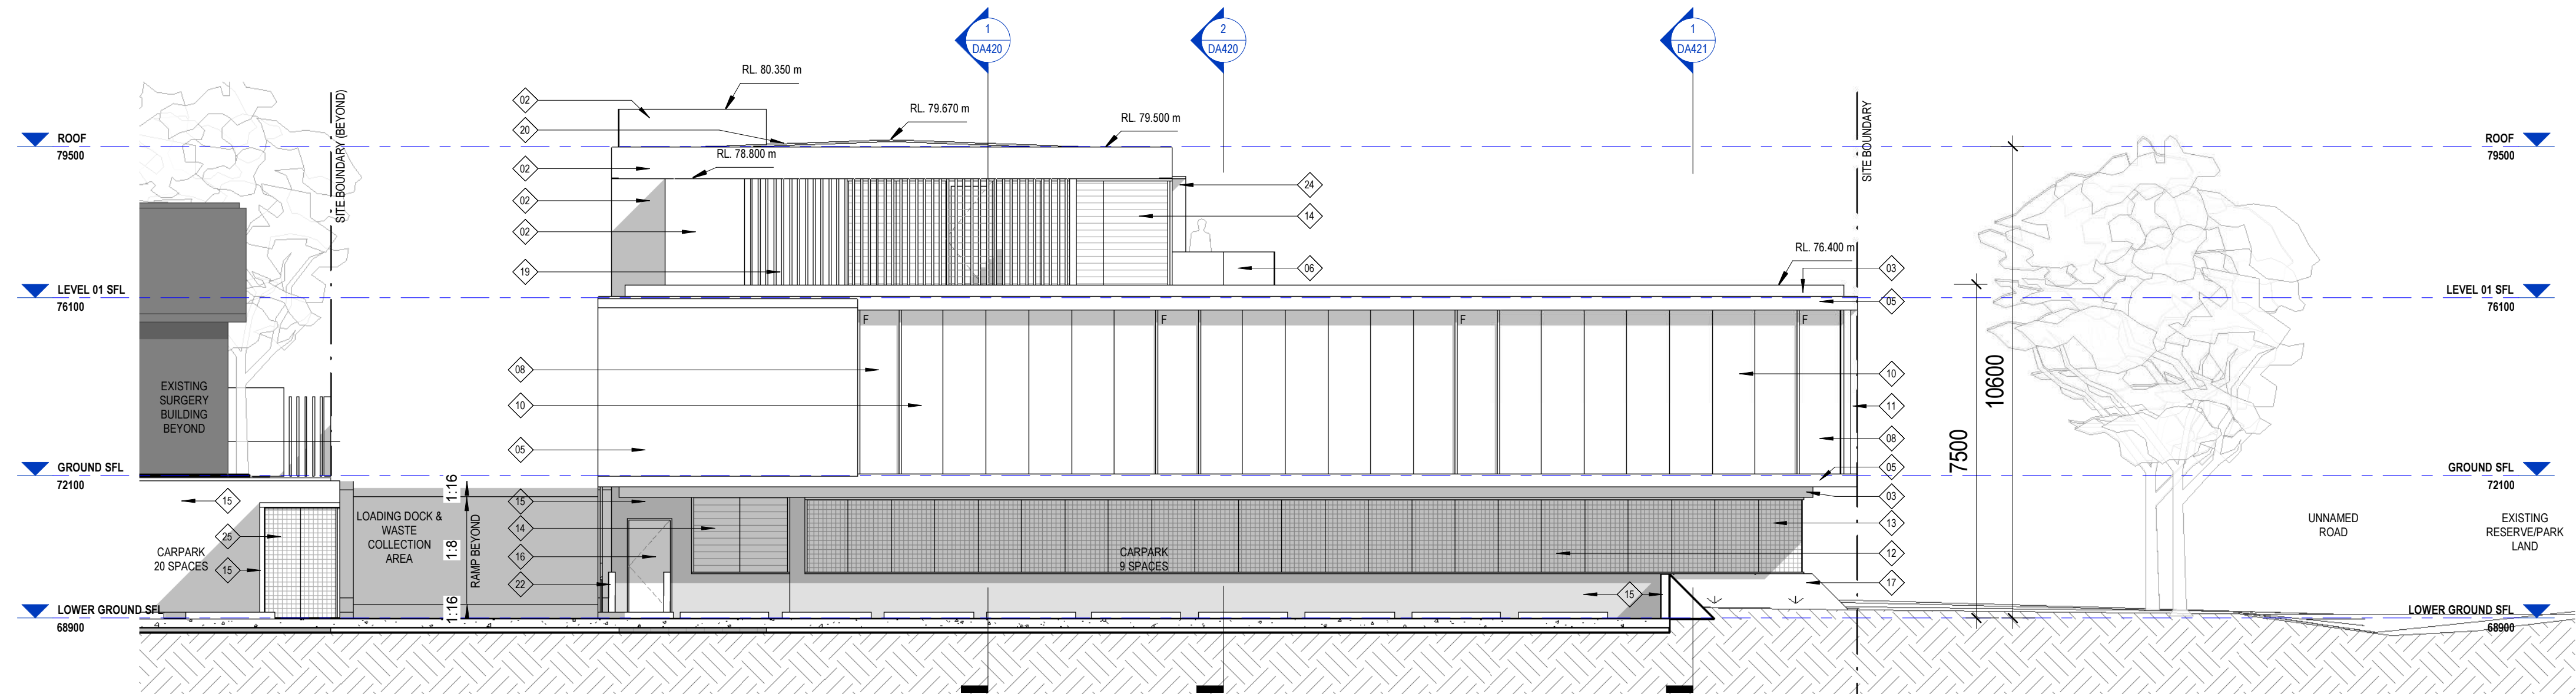 1
DA420
2
DA420
1
DA421
RL. 80.350 m
RL. 79.670 m
RL. 79.500 m
RL. 78.800 m
RL. 76.400 m
SITE BOUNDARY (BEYOND)
SITE BOUNDARY
ROOF
79500
LEVEL 01 SFL
76100
GROUND SFL
72100
LOWER GROUND SFL
68900
02
20
02
02
02
19
08
10
05
15
14
16
22
24
14
06
03
05
10
11
08
05
03
13
12
17
15
F
F
F
F
EXISTING
SURGERY
BUILDING
BEYOND
15
25
15
CARPARK
20 SPACES
LOADING DOCK &
WASTE
COLLECTION
AREA
1:16
1:8
1:16
RAMP BEYOND
CARPARK
9 SPACES
7500
10600
UNNAMED
ROAD
EXISTING
RESERVE/PARK
LAND
ROOF
79500
LEVEL 01 SFL
76100
GROUND SFL
72100
LOWER GROUND SFL
68900